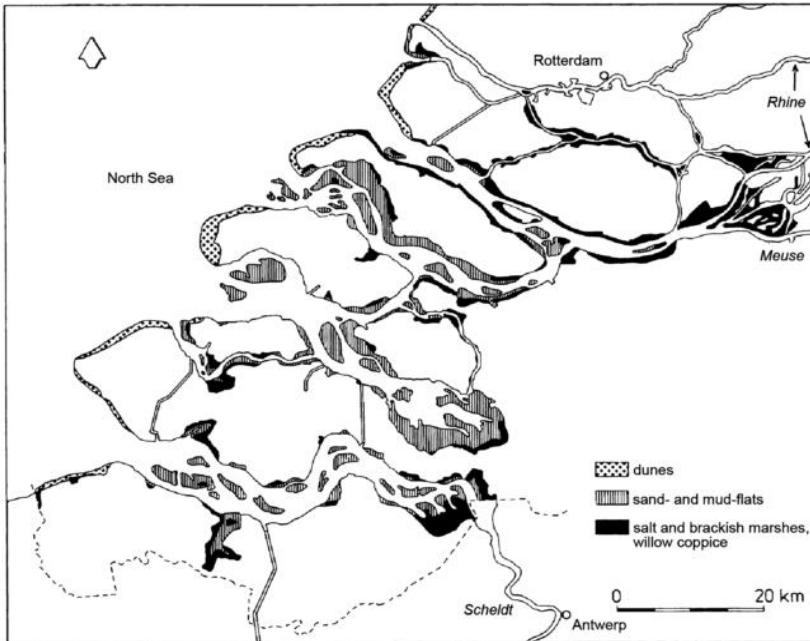 Rotterdam
Rhine
North Sea
Meuse
dunes
sand- and mud-flats
salt and brackish marshes,
willow coppice
0 20 km
Scheldt
Antwerp